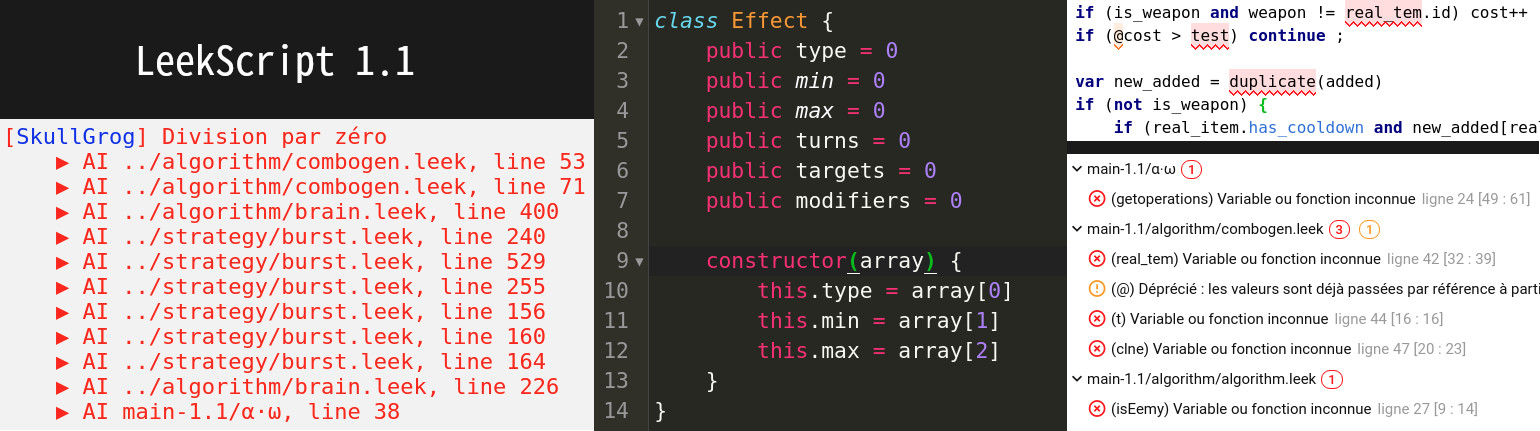 LeekScript 1.1
[SkullGrog] Division par zéro
▶ AI ../algorithm/combogen.leek, line 53
▶ AI ../algorithm/combogen.leek, line 71
▶ AI ../algorithm/brain.leek, line 400
▶ AI ../strategy/burst.leek, line 240
▶ AI ../strategy/burst.leek, line 529
▶ AI ../strategy/burst.leek, line 255
▶ AI ../strategy/burst.leek, line 156
▶ AI ../strategy/burst.leek, line 160
▶ AI ../strategy/burst.leek, line 164
▶ AI ../algorithm/brain.leek, line 226
▶ AI main-1.1/α·ω, line 38
1 class Effect {
2 public type = 0
3 public min = 0
4 public max = 0
5 public turns = 0
6 public targets = 0
7 public modifiers = 0
8
9 constructor(array) {
10 this.type = array[0]
11 this.min = array[1]
12 this.max = array[2]
13 }
14 }
if (is_weapon and weapon != real_tem.id) cost++
if (@cost > test) continue ;
var new_added = duplicate(added)
if (not is_weapon) {
if (real_item.has_cooldown and new_added[real
main-1.1/α·ω 1
(getoperations) Variable ou fonction inconnue ligne 24 [49 : 61]
main-1.1/algorithm/combogen.leek 3 1
(real_tem) Variable ou fonction inconnue ligne 42 [32 : 39]
(@) Déprécié : les valeurs sont déjà passées par référence à parti
(t) Variable ou fonction inconnue ligne 44 [16 : 16]
(clne) Variable ou fonction inconnue ligne 47 [20 : 23]
main-1.1/algorithm/algorithm.leek 1
(isEemy) Variable ou fonction inconnue ligne 27 [9 : 14]